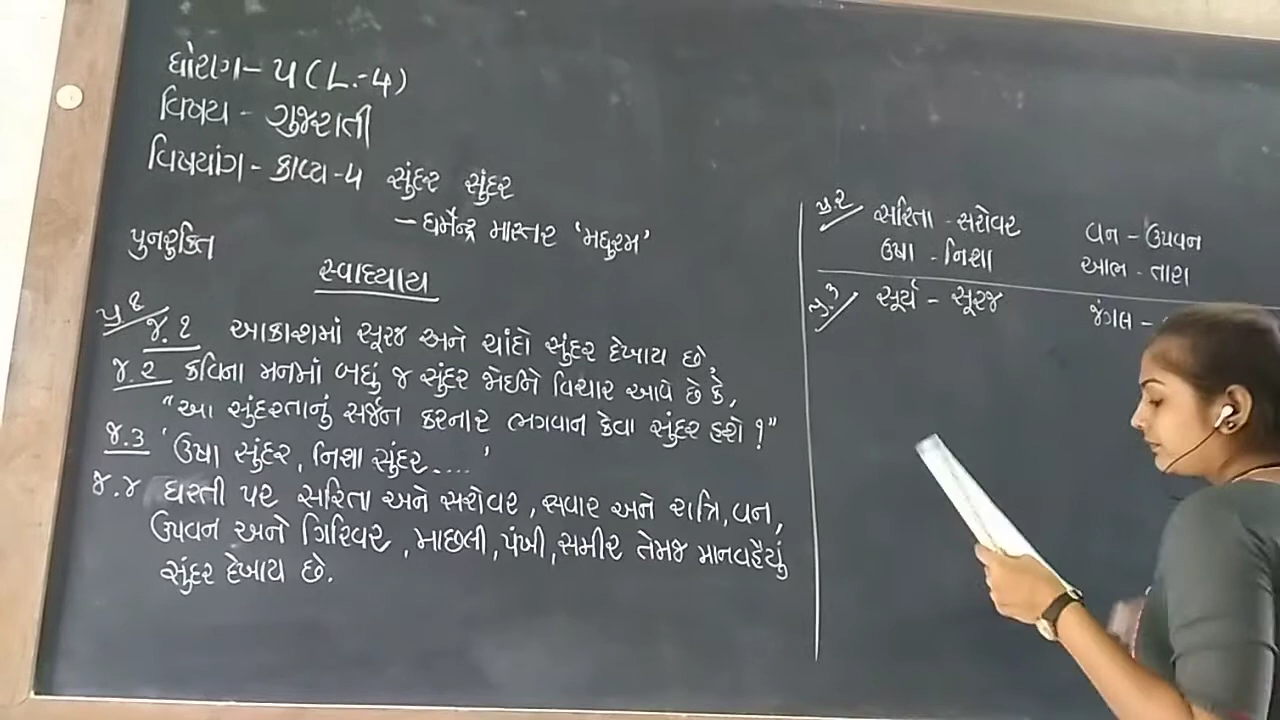 ધોરણ- ૫ (L.-4)
વિષય - ગુજરાતી
વિષયાંગ - કાવ્ય-૫ સુંદર સુંદર
- ધર્મેન્દ્ર માસ્તર 'મધુરમ'
પુનરુક્તિ
સ્વાધ્યાય
પ્ર ૧
જ.૧ આકાશમાં સૂરજ અને ચાંદો સુંદર દેખાય છે,
જ.૨ કવિના મનમાં બધું જ સુંદર જોઈને વિચાર આવે છે કે,
"આ સુંદરતાનું સર્જન કરનાર ભગવાન કેવા સુંદર હશે ?"
જ.૩ 'ઉષા સુંદર, નિશા સુંદર....'
જ.૪ ધરતી પર સરિતા અને સરોવર, સવાર અને રાત્રિ, વન,
ઉપવન અને ગિરિવર, માછલી, પંખી, સમીર તેમજ માનવહૈયું
સુંદર દેખાય છે.
પ્ર ૨ સરિતા - સરોવર વન - ઉપવન
ઉષા - નિશા આભ - તારા
પ્ર.૩ સૂર્ય - સૂરજ જંગલ -